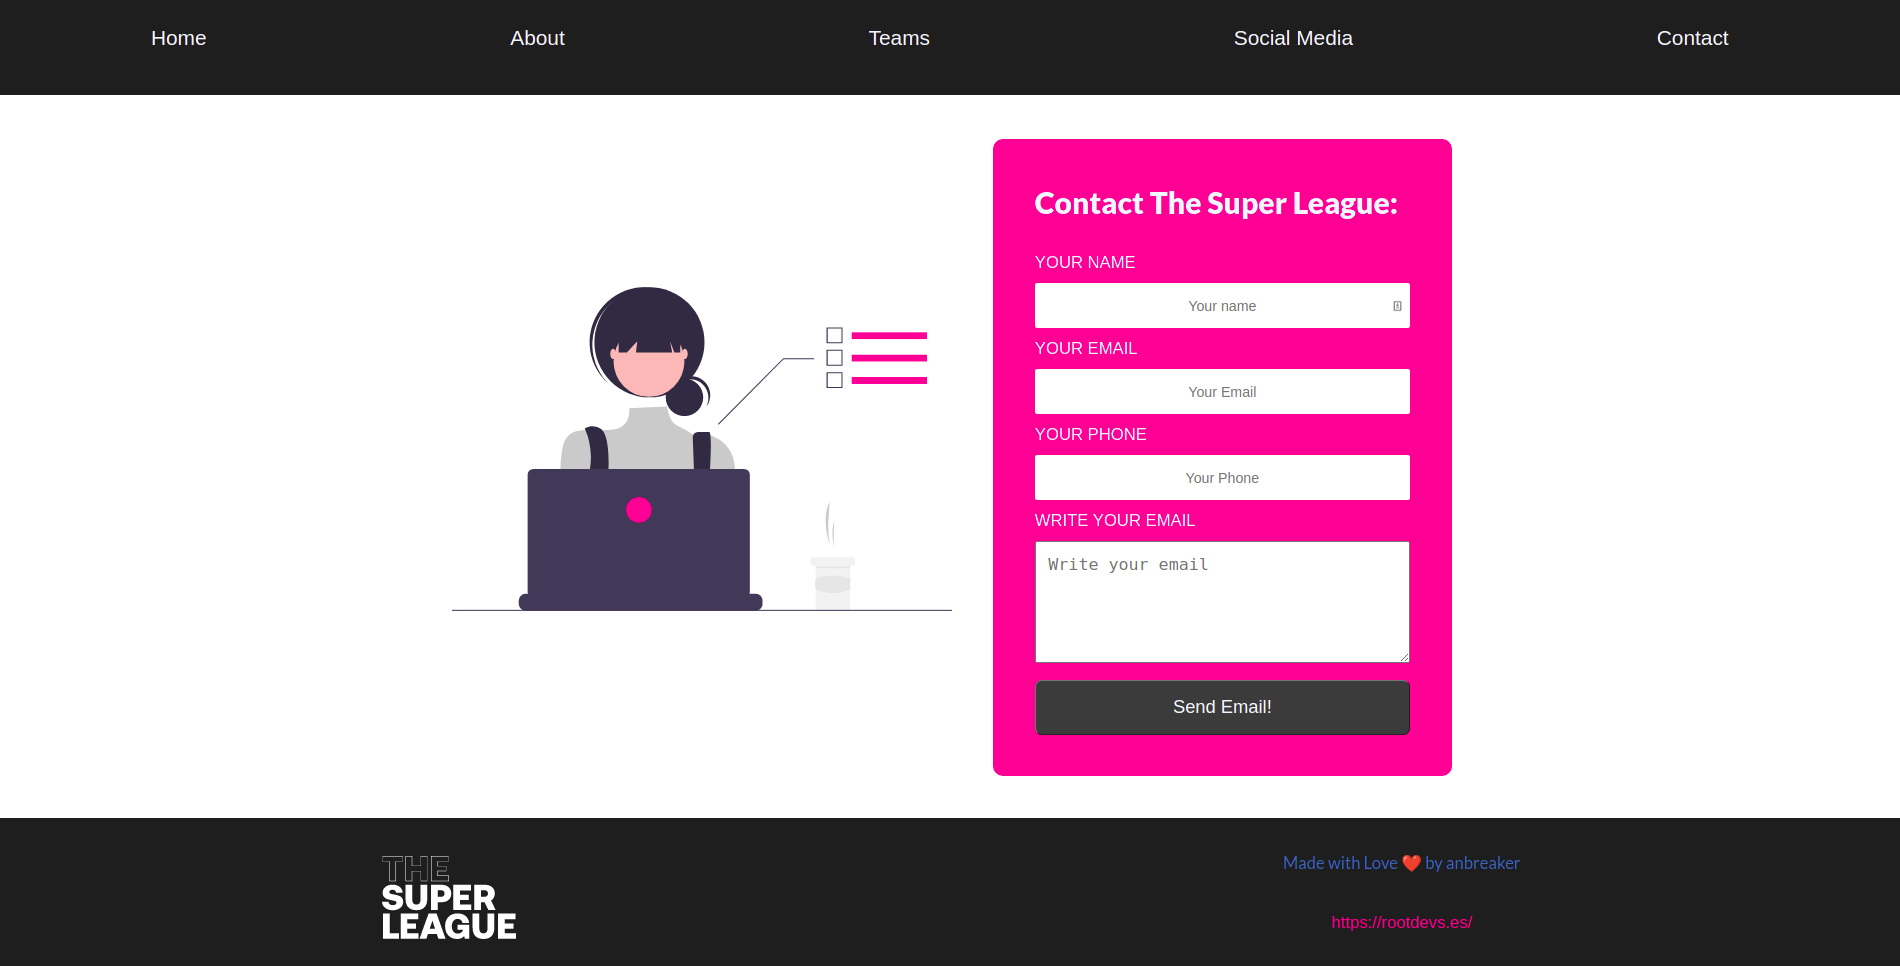 Home About Teams Social Media Contact
Contact The Super League:
YOUR NAME
Your name
YOUR EMAIL
Your Email
YOUR PHONE
Your Phone
WRITE YOUR EMAIL
Write your email
Send Email!
THE
SUPER
LEAGUE
Made with Love ❤️ by anbreaker
https://rootdevs.es/